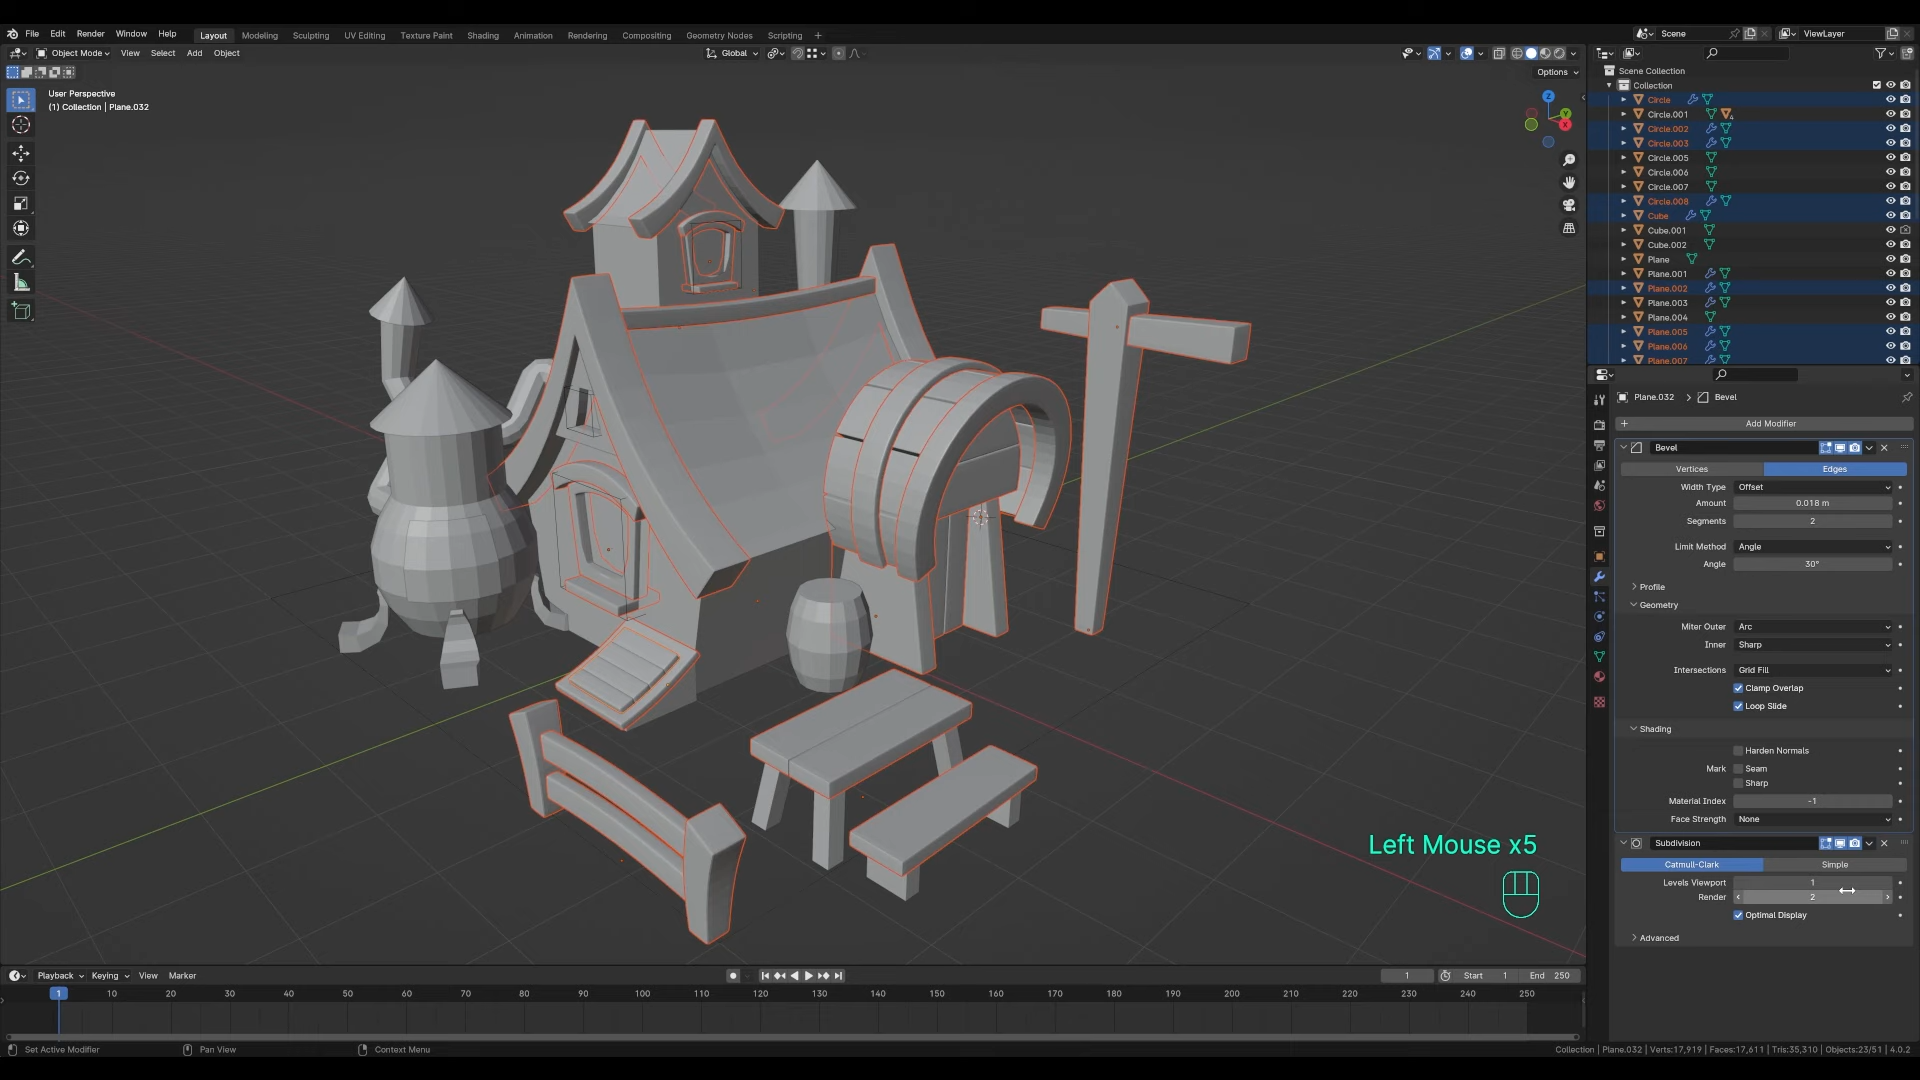 File Edit Render Window Help Layout Modeling Sculpting UV Editing Texture Paint Shading Animation Rendering Compositing Geometry Nodes Scripting + Scene ViewLayer
Object Mode View Select Add Object Global
Options
User Perspective
(1) Collection | Plane.032
Z
Y
X
Scene Collection
Collection
Circle
Circle.001
Circle.002
Circle.003
Circle.005
Circle.006
Circle.007
Circle.008
Cube
Cube.001
Cube.002
Plane
Plane.001
Plane.002
Plane.003
Plane.004
Plane.005
Plane.006
Plane.007
Plane.032 > Bevel
+ Add Modifier
Bevel
Vertices Edges
Width Type Offset
Amount 0.018 m
Segments 2
Limit Method Angle
Angle 30°
Profile
Geometry
Miter Outer Arc
Inner Sharp
Intersections Grid Fill
Clamp Overlap
Loop Slide
Shading
Harden Normals
Mark Seam
Sharp
Material Index -1
Face Strength None
Subdivision
Catmull-Clark Simple
Levels Viewport 1
Render 2
Optimal Display
Advanced
Left Mouse x5
Playback Keying View Marker 1 Start 1 End 250
1 10 20 30 40 50 60 70 80 90 100 110 120 130 140 150 160 170 180 190 200 210 220 230 240 250
Set Active Modifier Pan View Context Menu Collection | Plane.032 | Verts:17,919 | Faces:17,611 | Tris:35,310 | Objects:23/51 | 4.0.2